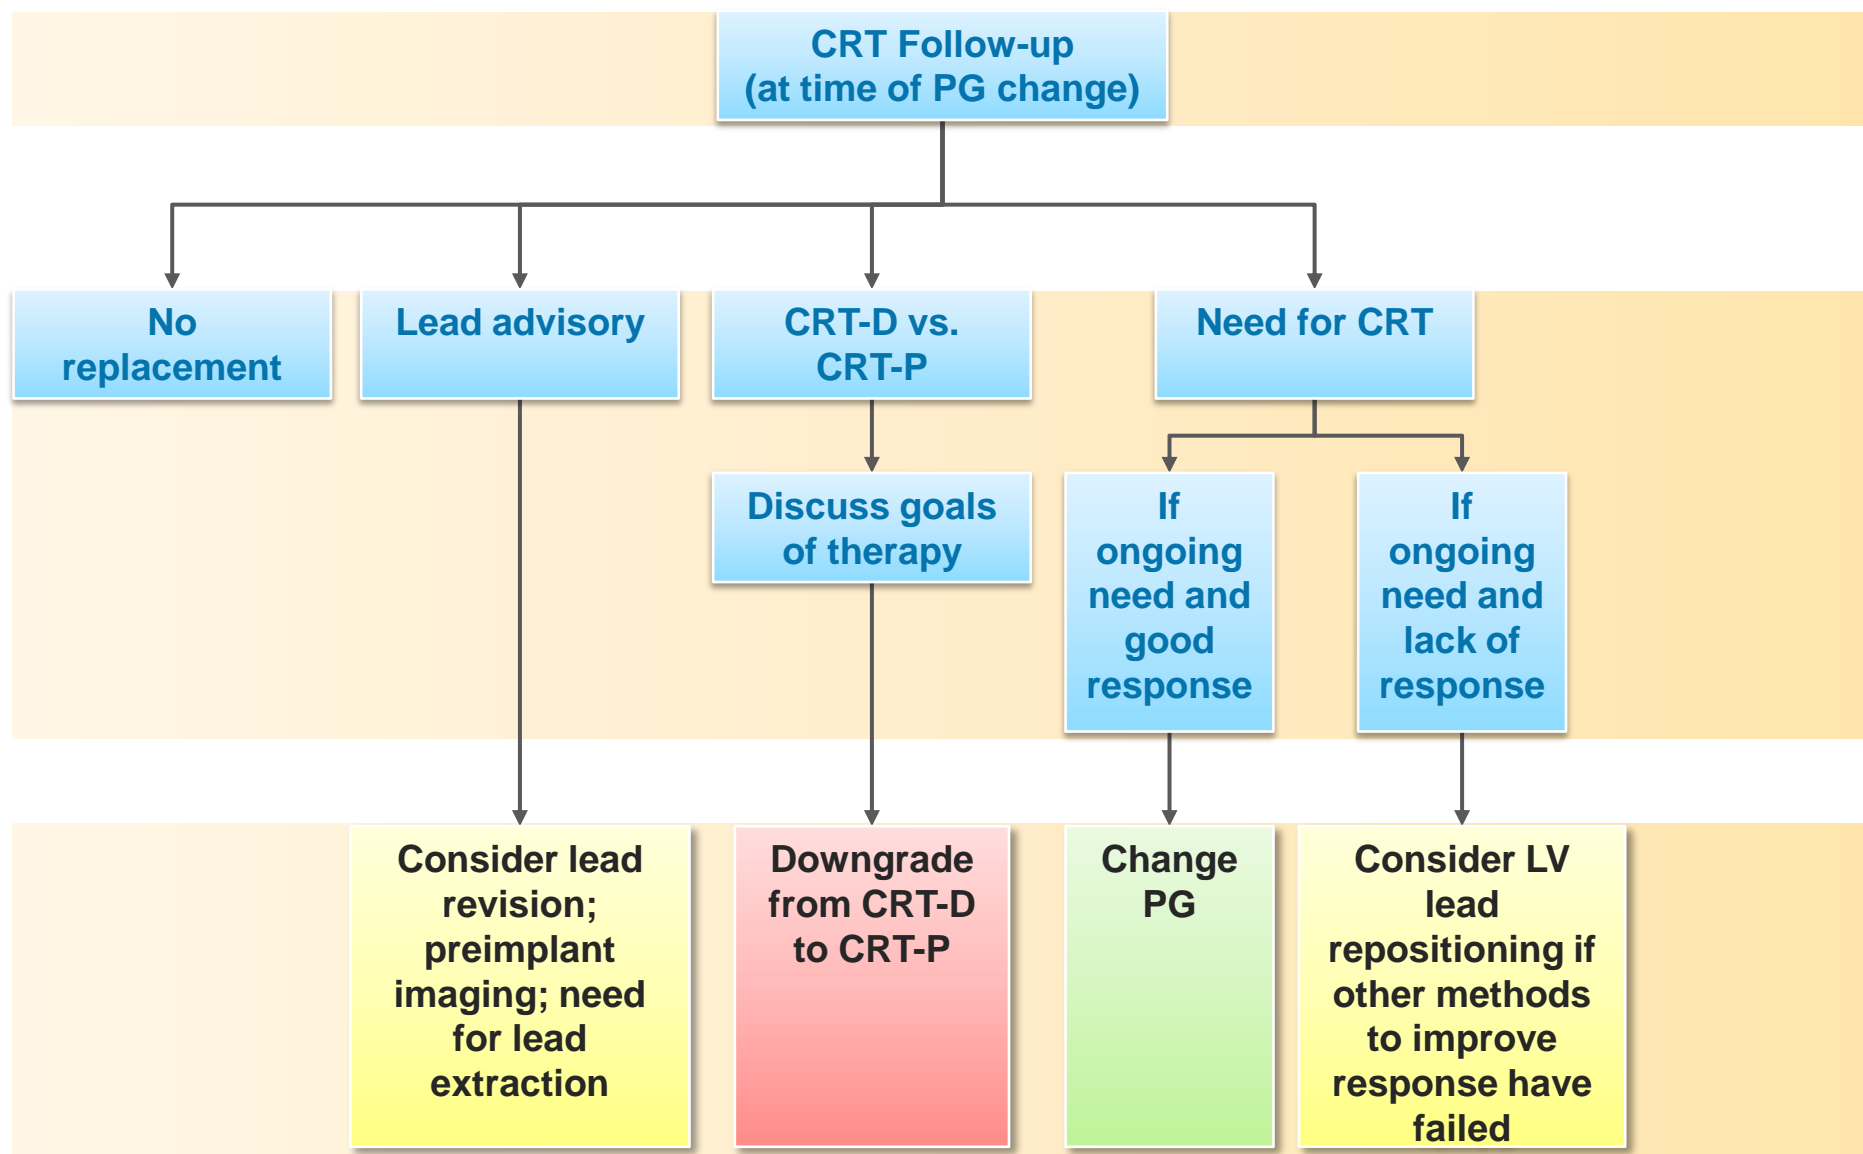 CRT Follow-up
(at time of PG change)
No
replacement
Lead advisory
CRT-D vs.
CRT-P
Need for CRT
Discuss goals
of therapy
If
ongoing
need and
good
response
If
ongoing
need and
lack of
response
Consider lead
revision;
preimplant
imaging; need
for lead
extraction
Downgrade
from CRT-D
to CRT-P
Change
PG
Consider LV
lead
repositioning if
other methods
to improve
response have
failed